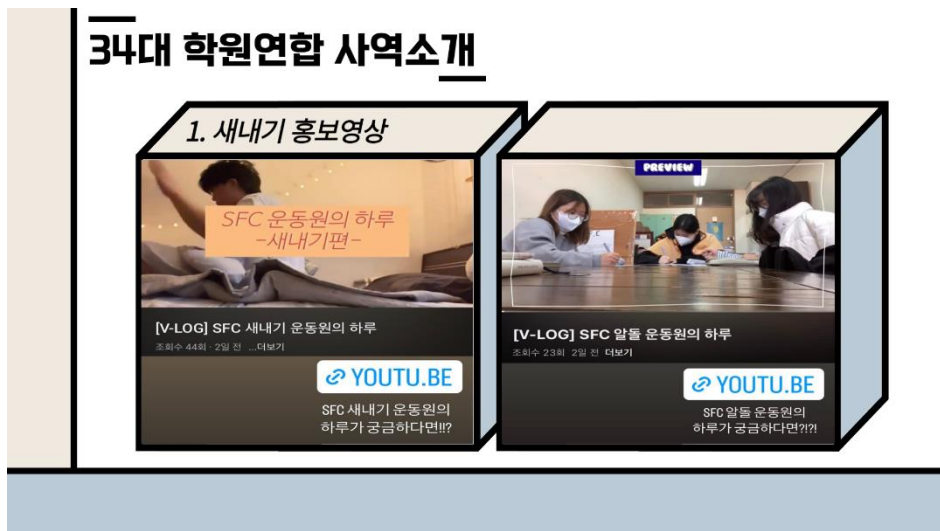 34대 학원연합 사역소개
1. 새내기 홍보영상
SFC 운동원의 하루
-새내기편-
[V-LOG] SFC 새내기 운동원의 하루
조회수 44회 · 2일 전 ...더보기
YOUTU.BE
SFC 새내기 운동원의
하루가 궁금하다면!!?
PREVIEW
[V-LOG] SFC 알돌 운동원의 하루
조회수 23회 2일 전 더보기
YOUTU.BE
SFC 알돌 운동원의
하루가 궁금하다면?!?!